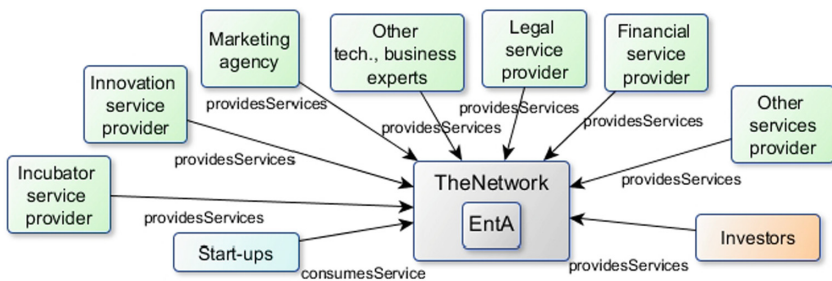 Marketing
agency
Other
tech., business
experts
Legal
service
provider
Financial
service
provider
Innovation
service
provider
Other
services
provider
Incubator
service
provider
providesServices
providesServices
providesServices
providesServices
providesServices
providesServices
providesServices
TheNetwork
EntA
Start-ups
consumesService
Investors
providesServices